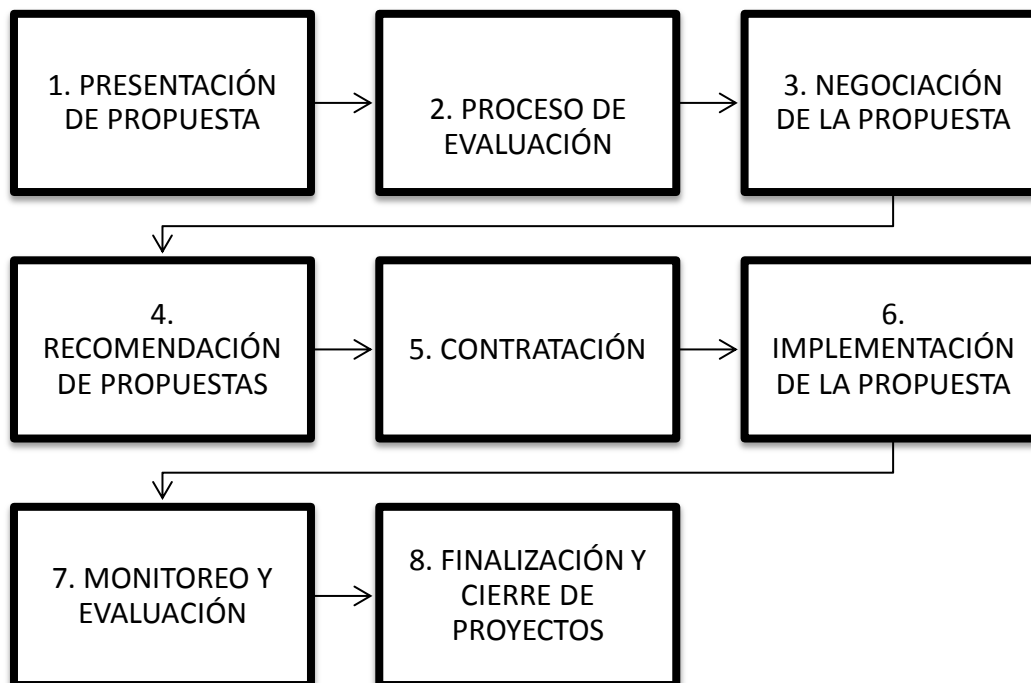 1. PRESENTACIÓN
DE PROPUESTA
2. PROCESO DE
EVALUACIÓN
3. NEGOCIACIÓN
DE LA PROPUESTA
4.
RECOMENDACIÓN
DE PROPUESTAS
5. CONTRATACIÓN
6.
IMPLEMENTACIÓN
DE LA PROPUESTA
7. MONITOREO Y
EVALUACIÓN
8. FINALIZACIÓN Y
CIERRE DE
PROYECTOS